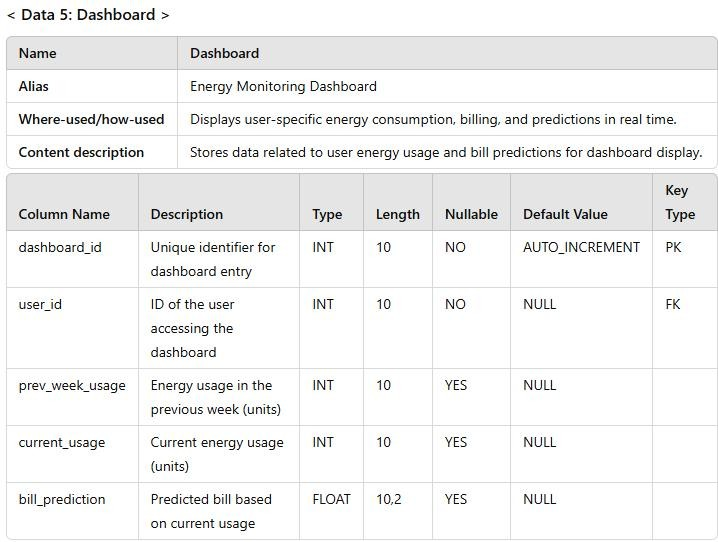 < Data 5: Dashboard >
Name Dashboard
Alias Energy Monitoring Dashboard
Where-used/how-used Displays user-specific energy consumption, billing, and predictions in real time.
Content description Stores data related to user energy usage and bill predictions for dashboard display.
Key
Column Name Description Type Length Nullable Default Value Type
dashboard_id Unique identifier for INT 10 NO AUTO_INCREMENT PK
dashboard entry
user_id ID of the user INT 10 NO NULL FK
accessing the
dashboard
prev_week_usage Energy usage in the INT 10 YES NULL
previous week (units)
current_usage Current energy usage INT 10 YES NULL
(units)
bill_prediction Predicted bill based FLOAT 10,2 YES NULL
on current usage